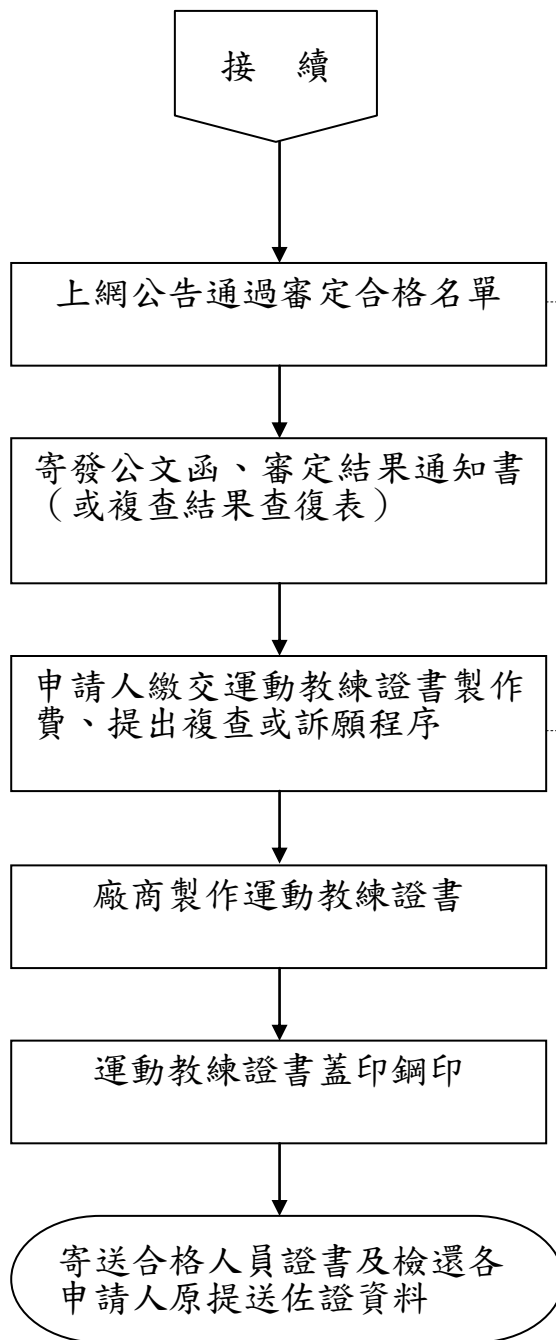 接 續
上網公告通過審定合格名單
寄發公文函、審定結果通知書
（或複查結果查復表）
申請人繳交運動教練證書製作
費、提出複查或訴願程序
廠商製作運動教練證書
運動教練證書蓋印鋼印
寄送合格人員證書及檢還各
申請人原提送佐證資料